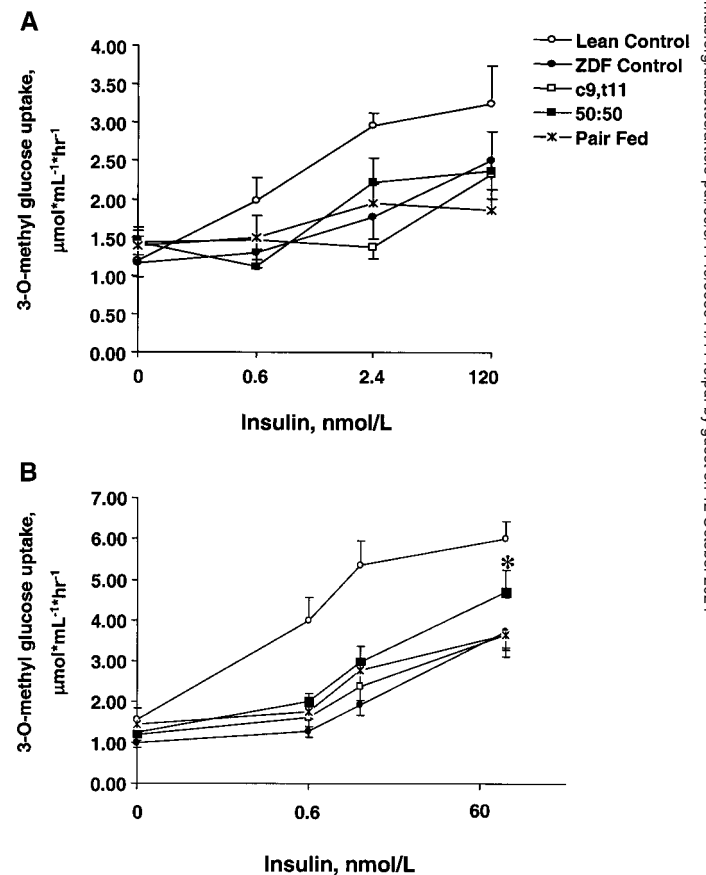 A
4.00
3.50
3.00
2.50
2.00
1.50
1.00
0.50
0.00
3-O-methyl glucose uptake,
µmol*mL⁻¹*hr⁻¹
0 0.6 2.4 120
Insulin, nmol/L
Lean Control
ZDF Control
c9,t11
50:50
Pair Fed
B
7.00
6.00
5.00
4.00
3.00
2.00
1.00
0.00
3-O-methyl glucose uptake,
µmol*mL⁻¹*hr⁻¹
*
0 0.6 60
Insulin, nmol/L